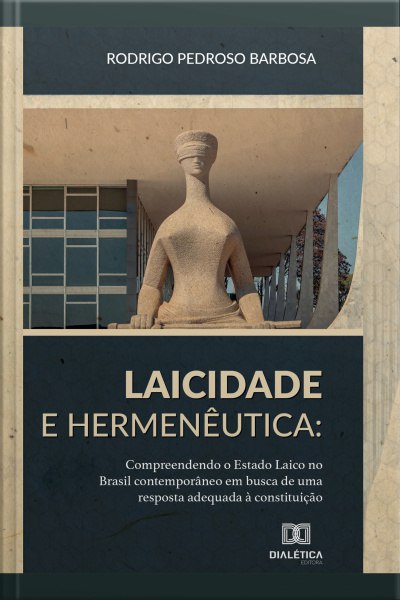 RODRIGO PEDROSO BARBOSA
LAICIDADE
E HERMENÊUTICA:
Compreendendo o Estado Laico no
Brasil contemporâneo em busca de uma
resposta adequada à constituição
DIALÉTICA
EDITORA